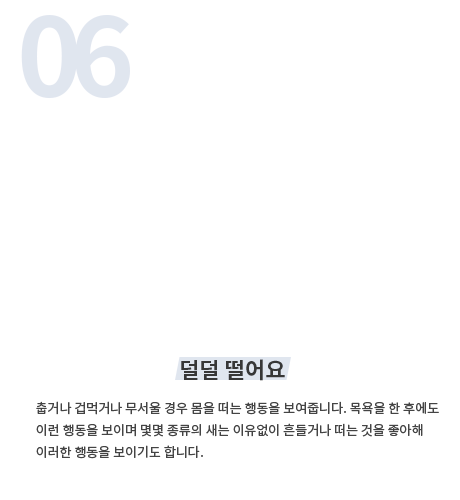 06
덜덜 떨어요
춥거나 겁먹거나 무서울 경우 몸을 떠는 행동을 보여줍니다. 목욕을 한 후에도
이런 행동을 보이며 몇몇 종류의 새는 이유없이 흔들거나 떠는 것을 좋아해
이러한 행동을 보이기도 합니다.